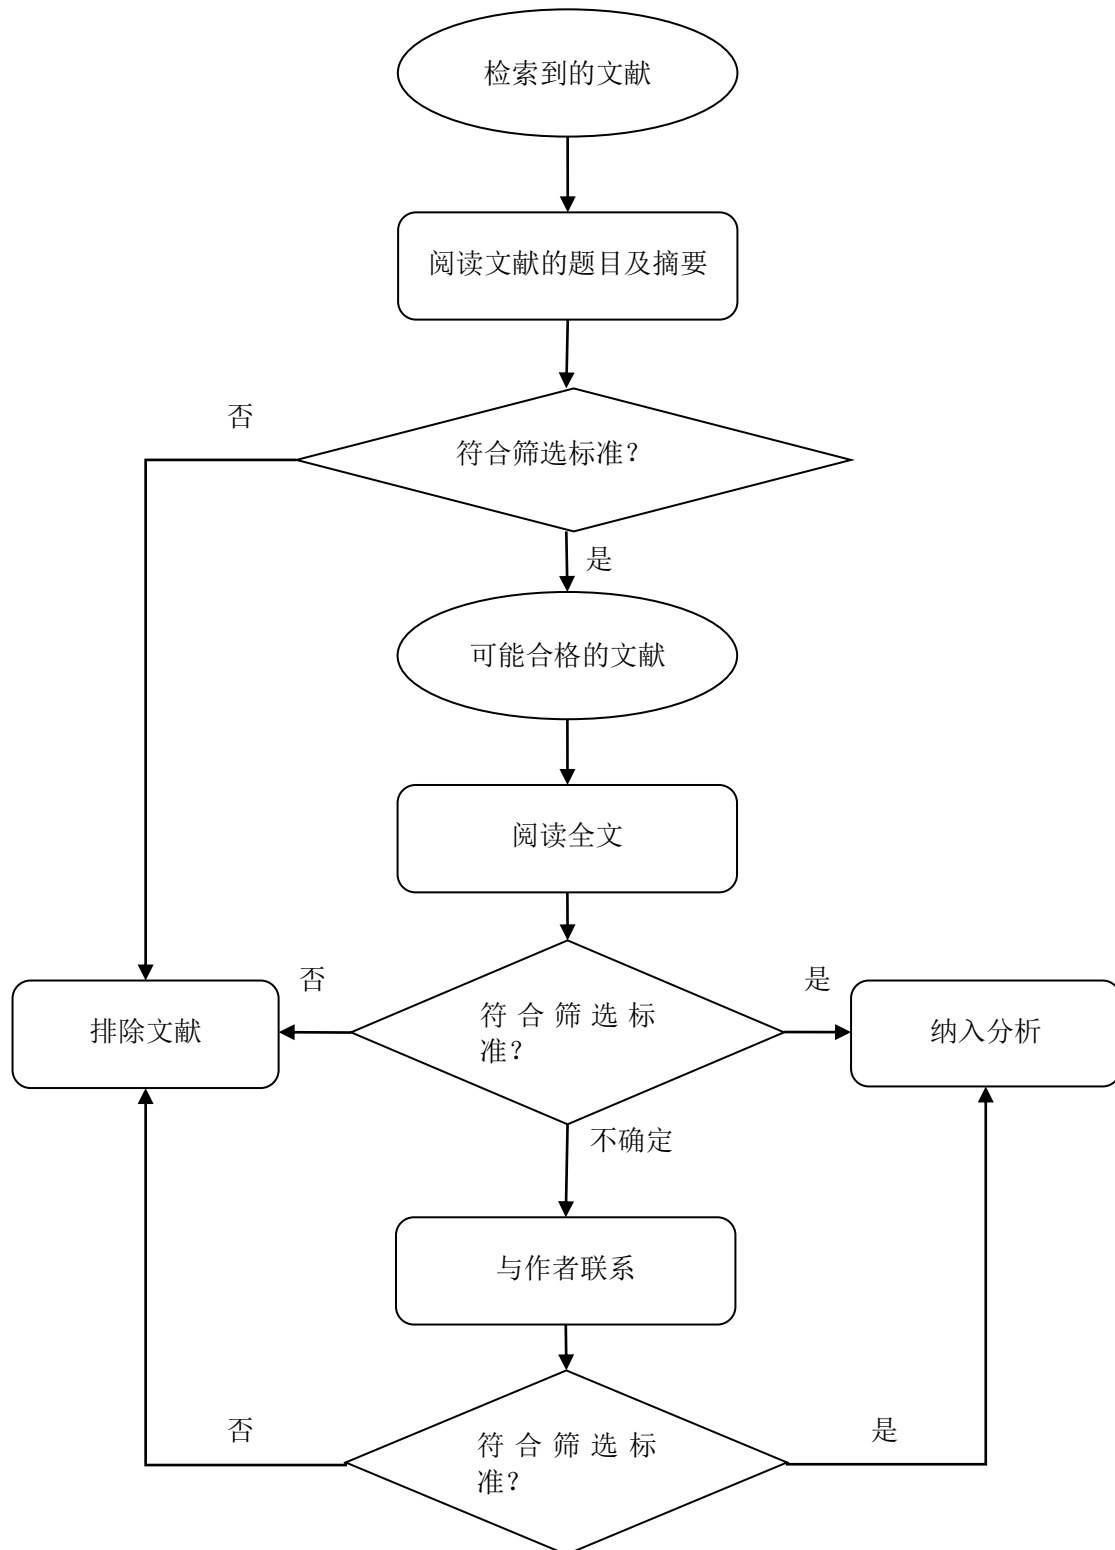 检索到的文献
阅读文献的题目及摘要
否
符合筛选标准？
是
可能合格的文献
阅读全文
否
是
排除文献
符合筛选标
准？
纳入分析
不确定
与作者联系
否
是
符合筛选标
准？